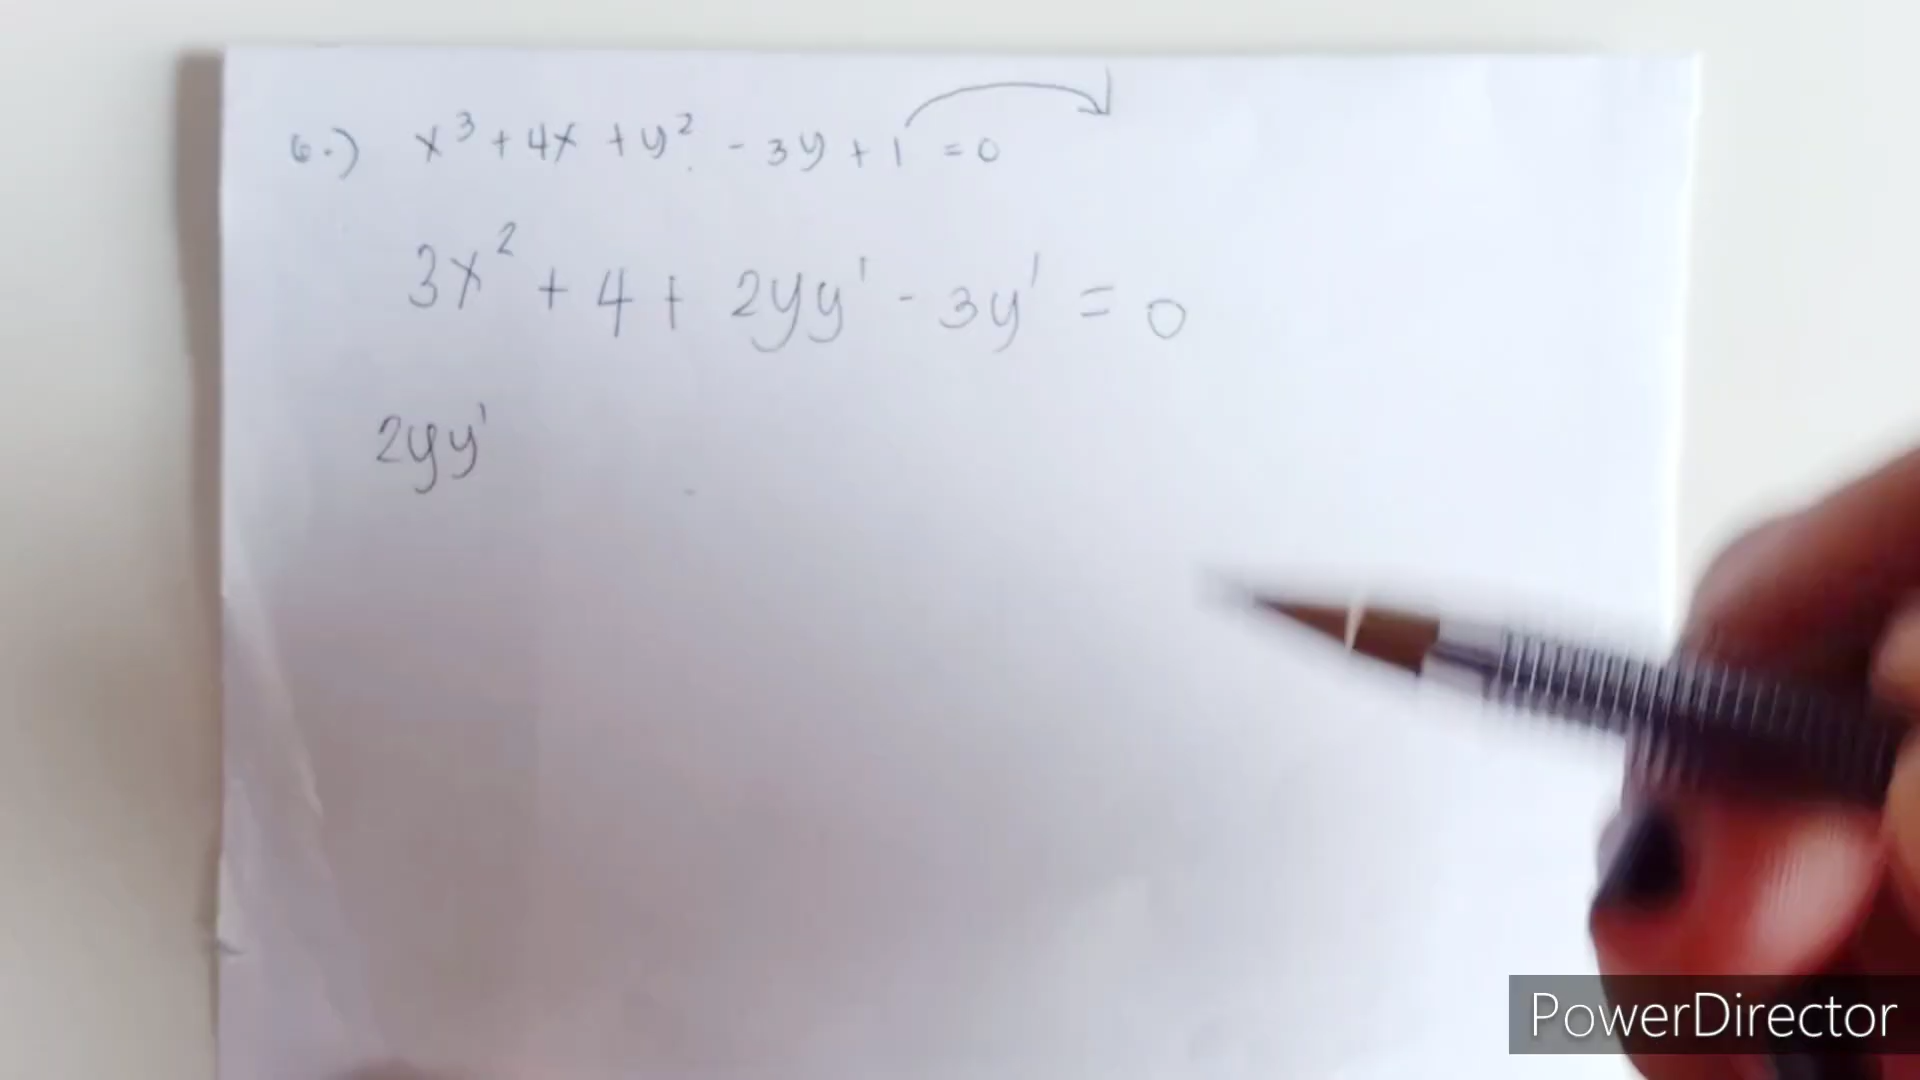 6.) x³ + 4x + y² - 3y + 1 = 0
3x² + 4 + 2yy' - 3y' = 0
2yy'
PowerDirector